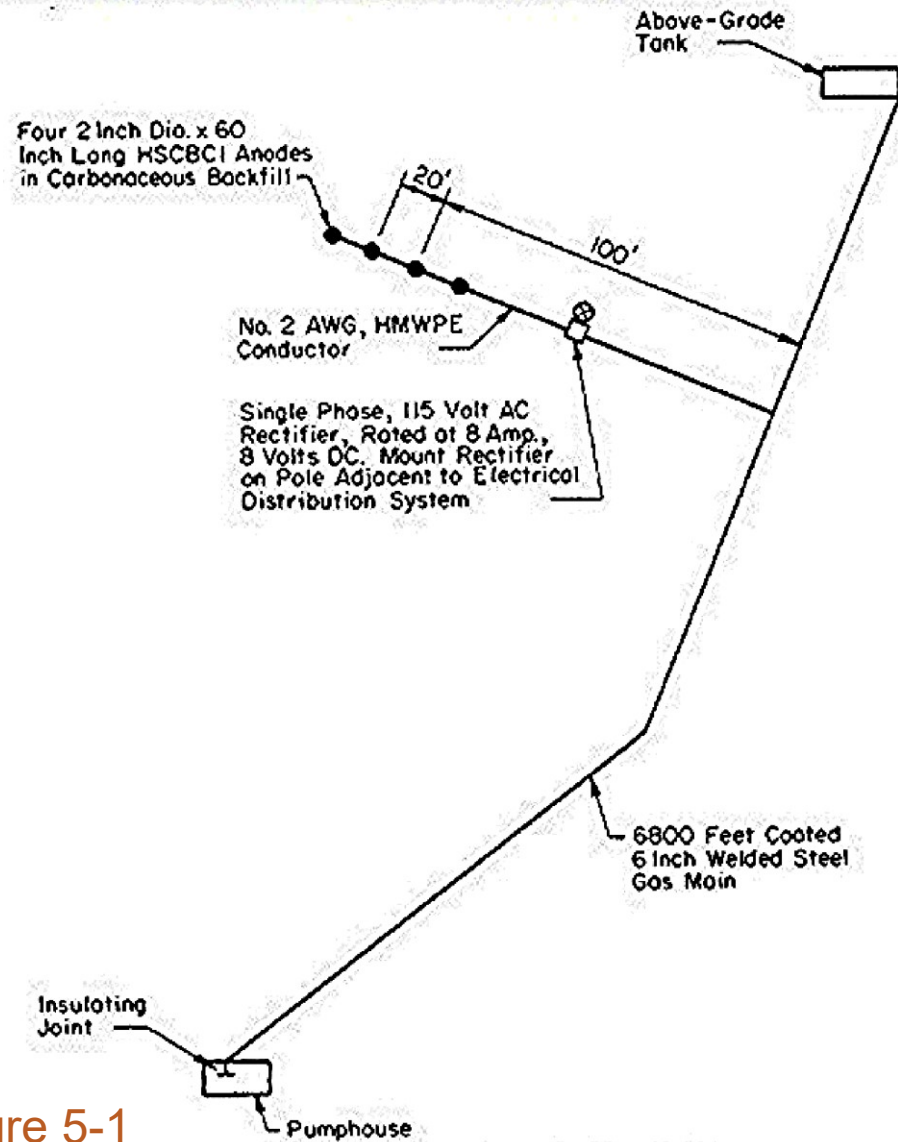 Above-Grade
Tank
Four 2 Inch Dia. x 60
Inch Long HSCBCI Anodes
in Carbonaceous Backfill
20'
100'
No. 2 AWG, HMWPE
Conductor
Single Phase, 115 Volt AC
Rectifier, Rated at 8 Amp.,
8 Volts DC. Mount Rectifier
on Pole Adjacent to Electrical
Distribution System
6800 Feet Coated
6 Inch Welded Steel
Gas Main
Insulating
Joint
Pumphouse
ure 5-1